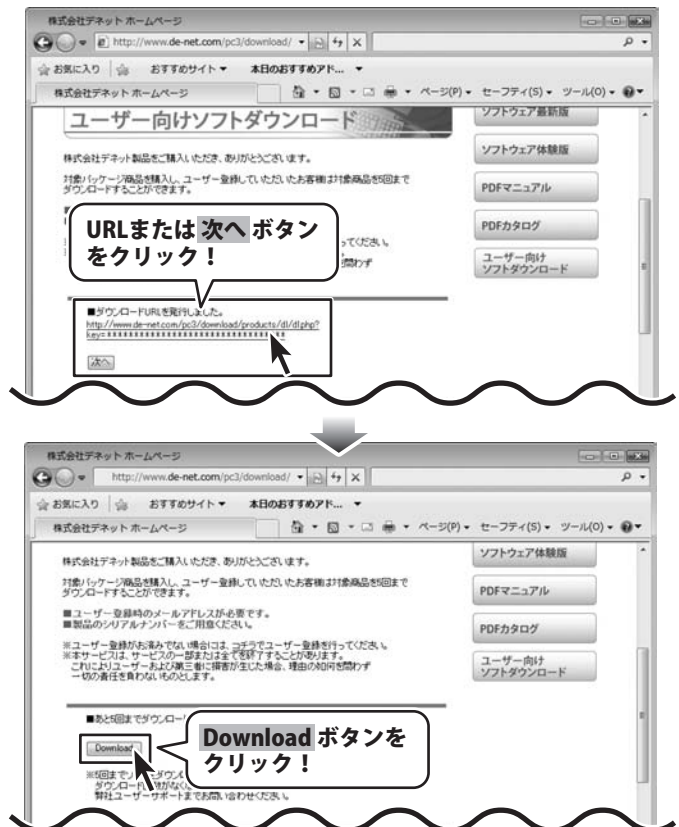 株式会社デネット ホームページ
http://www.de-net.com/pc3/download/
お気に入り おすすめサイト 本日のおすすめアド...
株式会社デネット ホームページ ページ(P) セーフティ(S) ツール(O)
ユーザー向けソフトダウンロード
ソフトウェア最新版
ソフトウェア体験版
PDFマニュアル
PDFカタログ
ユーザー向け
ソフトダウンロード
株式会社デネット製品をご購入いただき、ありがとうございます。
対象パッケージ商品を購入し、ユーザー登録していただいたお客様は対象商品を5回まで
ダウンロードすることができます。
URLまたは 次へ ボタン
をクリック！
ってください。
問わず
■ダウンロードURLを発行しました。
http://www.de-net.com/pc3/download/products/dl/dl.php?
key=
次へ
株式会社デネット ホームページ
http://www.de-net.com/pc3/download/
お気に入り おすすめサイト 本日のおすすめアド...
株式会社デネット ホームページ ページ(P) セーフティ(S) ツール(O)
ソフトウェア体験版
PDFマニュアル
PDFカタログ
ユーザー向け
ソフトダウンロード
株式会社デネット製品をご購入いただき、ありがとうございます。
対象パッケージ商品を購入し、ユーザー登録していただいたお客様は対象商品を5回まで
ダウンロードすることができます。
■ユーザー登録時のメールアドレスが必要です。
■製品のシリアルナンバーをご用意ください。
※ユーザー登録がお済みでない場合には、コチラでユーザー登録を行ってください。
※本サービスは、サービスの一部または全てを終了することがあります。
これによりユーザーおよび第三者に損害が生じた場合、理由の如何を問わず
一切の責任を負わないものとします。
■あと5回までダウンロー
Download
Download ボタンを
クリック！
※5回まで
ダウンロード
弊社ユーザーサポートまでお問い合わせください。